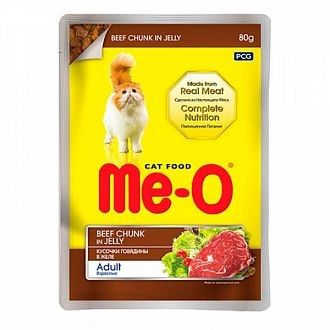 BEEF CHUNK IN JELLY 80g
PCG
Made from
Real Meat
Сделано из Настоящего Мяса
Complete
Nutrition
Полноценное Питание
CAT FOOD
Me-O®
BEEF CHUNK
IN JELLY
КУСОЧКИ ГОВЯДИНЫ
В ЖЕЛЕ
Adult
Взрослые